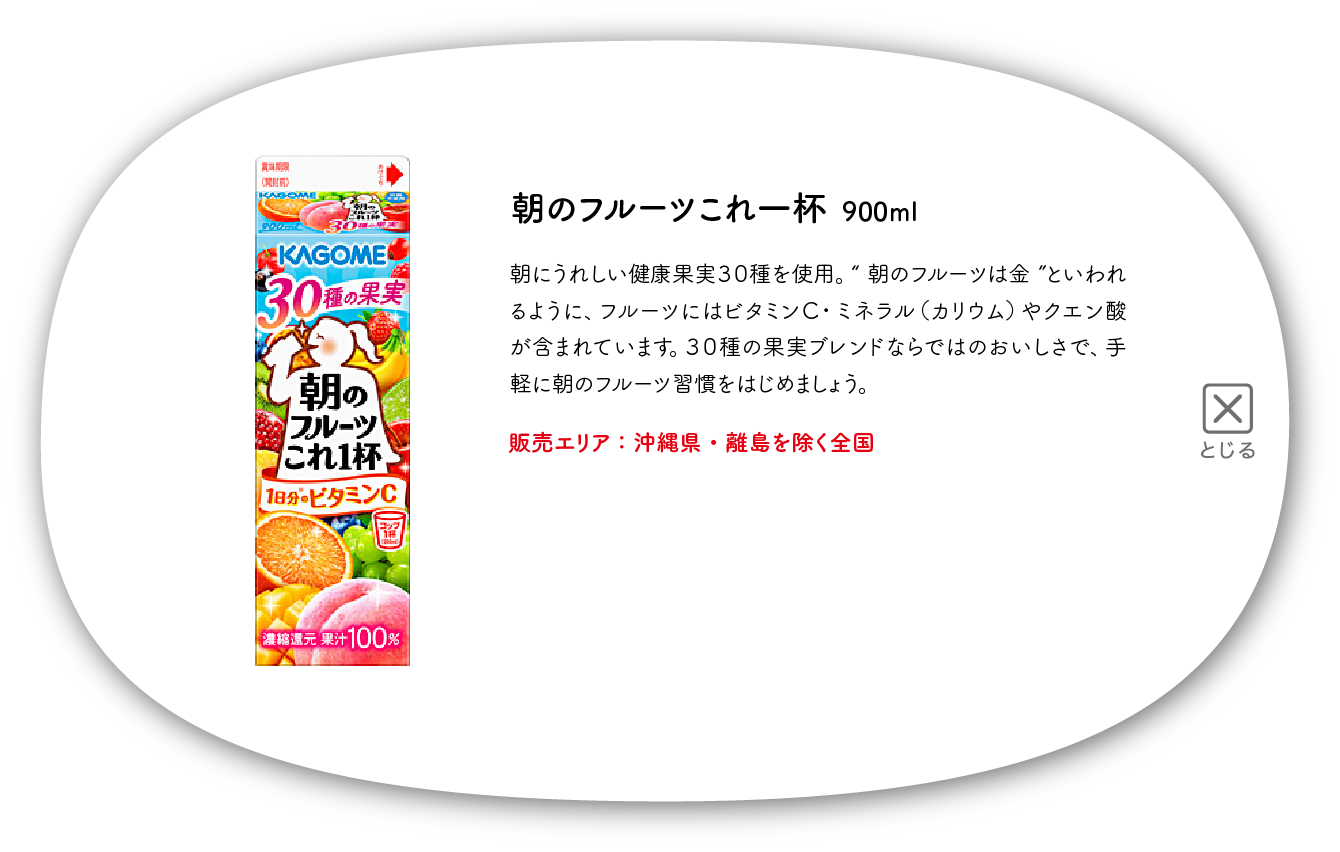 賞味期限
(開封前)
あけぐち
KAGOME
朝の
フルーツ
これ1杯
30種の果実
KAGOME
30種の果実
朝の
フルーツ
これ1杯
1日分のビタミンC
コップ
1杯
濃縮還元 果汁100%
朝のフルーツこれ一杯 900ml
朝にうれしい健康果実30種を使用。“ 朝のフルーツは金 ”といわれ
るように、フルーツにはビタミンC・ミネラル(カリウム)やクエン酸
が含まれています。30種の果実ブレンドならではのおいしさで、手
軽に朝のフルーツ習慣をはじめましょう。
販売エリア:沖縄県・離島を除く全国
とじる